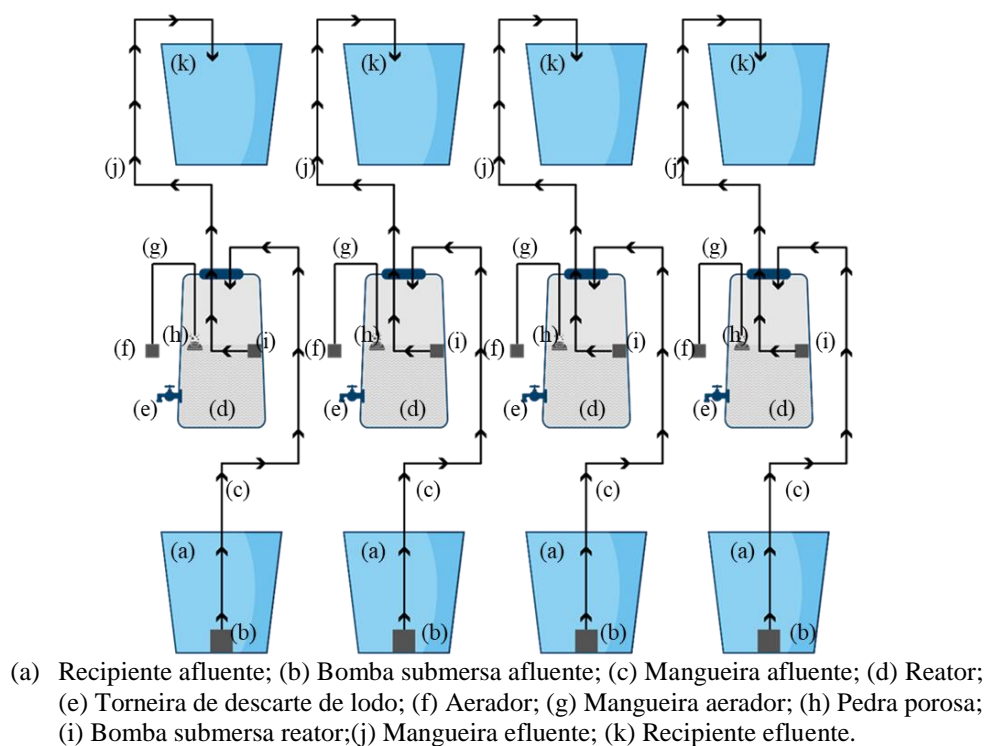 (k) (k) (k) (k)
(j) (j) (j) (j)
(g) (g) (g) (g)
(f) (h) (i) (f) (h) (i) (f) (h) (i) (f) (h) (i)
(e) (d) (e) (d) (e) (d) (e) (d)
(c) (c) (c) (c)
(a) (a) (a) (a)
(b) (b) (b) (b)
(a) Recipiente afluente; (b) Bomba submersa afluente; (c) Mangueira afluente; (d) Reator;
(e) Torneira de descarte de lodo; (f) Aerador; (g) Mangueira aerador; (h) Pedra porosa;
(i) Bomba submersa reator;(j) Mangueira efluente; (k) Recipiente efluente.